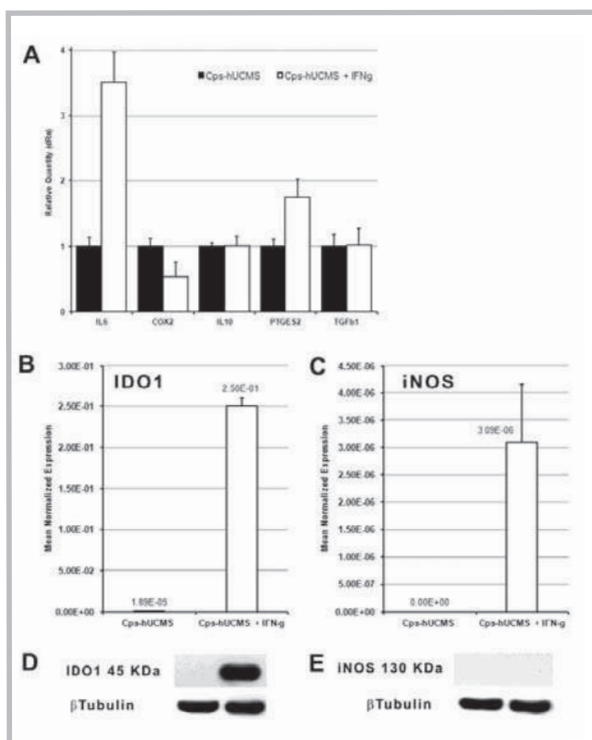 A
Cps-hUCMS Cps-hUCMS + IFNg
Relative Quantity (dRn)
4
3
2
1
0
IL6 COX2 IL10 PTGES2 TGFb1
B
IDO1
Mean Normalized Expression
3.00E-01
2.50E-01
2.00E-01
1.50E-01
1.00E-01
5.00E-02
0.00E+00
2.50E-01
1.89E-05
Cps-hUCMS Cps-hUCMS + IFN-g
C
iNOS
Mean Normalized Expression
4.50E-06
4.00E-06
3.50E-06
3.00E-06
2.50E-06
2.00E-06
1.50E-06
1.00E-06
5.00E-07
0.00E+00
3.09E-06
0.00E+00
Cps-hUCMS Cps-hUCMS + IFN-g
D
IDO1 45 KDa
βTubulin
E
iNOS 130 KDa
βTubulin